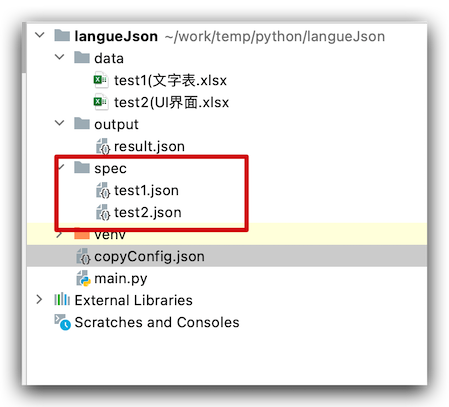 langueJson ~/work/temp/python/langueJson
data
test1(文字表.xlsx
test2(UI界面.xlsx
output
result.json
spec
test1.json
test2.json
venv
copyConfig.json
main.py
External Libraries
Scratches and Consoles